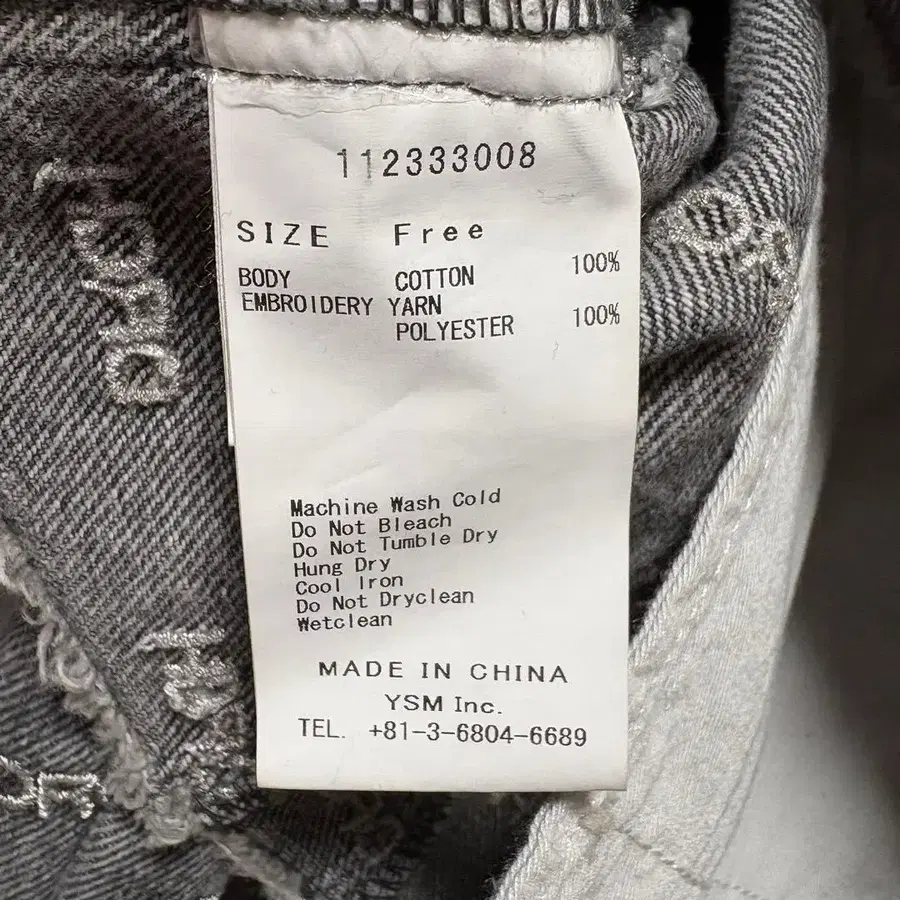 112333008
SIZE Free
BODY COTTON 100%
EMBROIDERY YARN
POLYESTER 100%
Machine Wash Cold
Do Not Bleach
Do Not Tumble Dry
Hung Dry
Cool Iron
Do Not Dryclean
Wetclean
MADE IN CHINA
YSM Inc.
TEL. +81-3-6804-6689